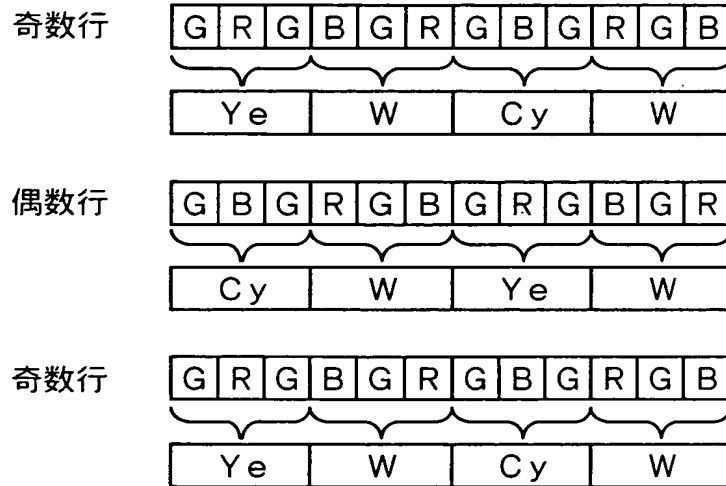 奇数行 G R G B G R G B G R G B
Ye W Cy W
偶数行 G B G R G B G R G B G R
Cy W Ye W
奇数行 G R G B G R G B G R G B
Ye W Cy W